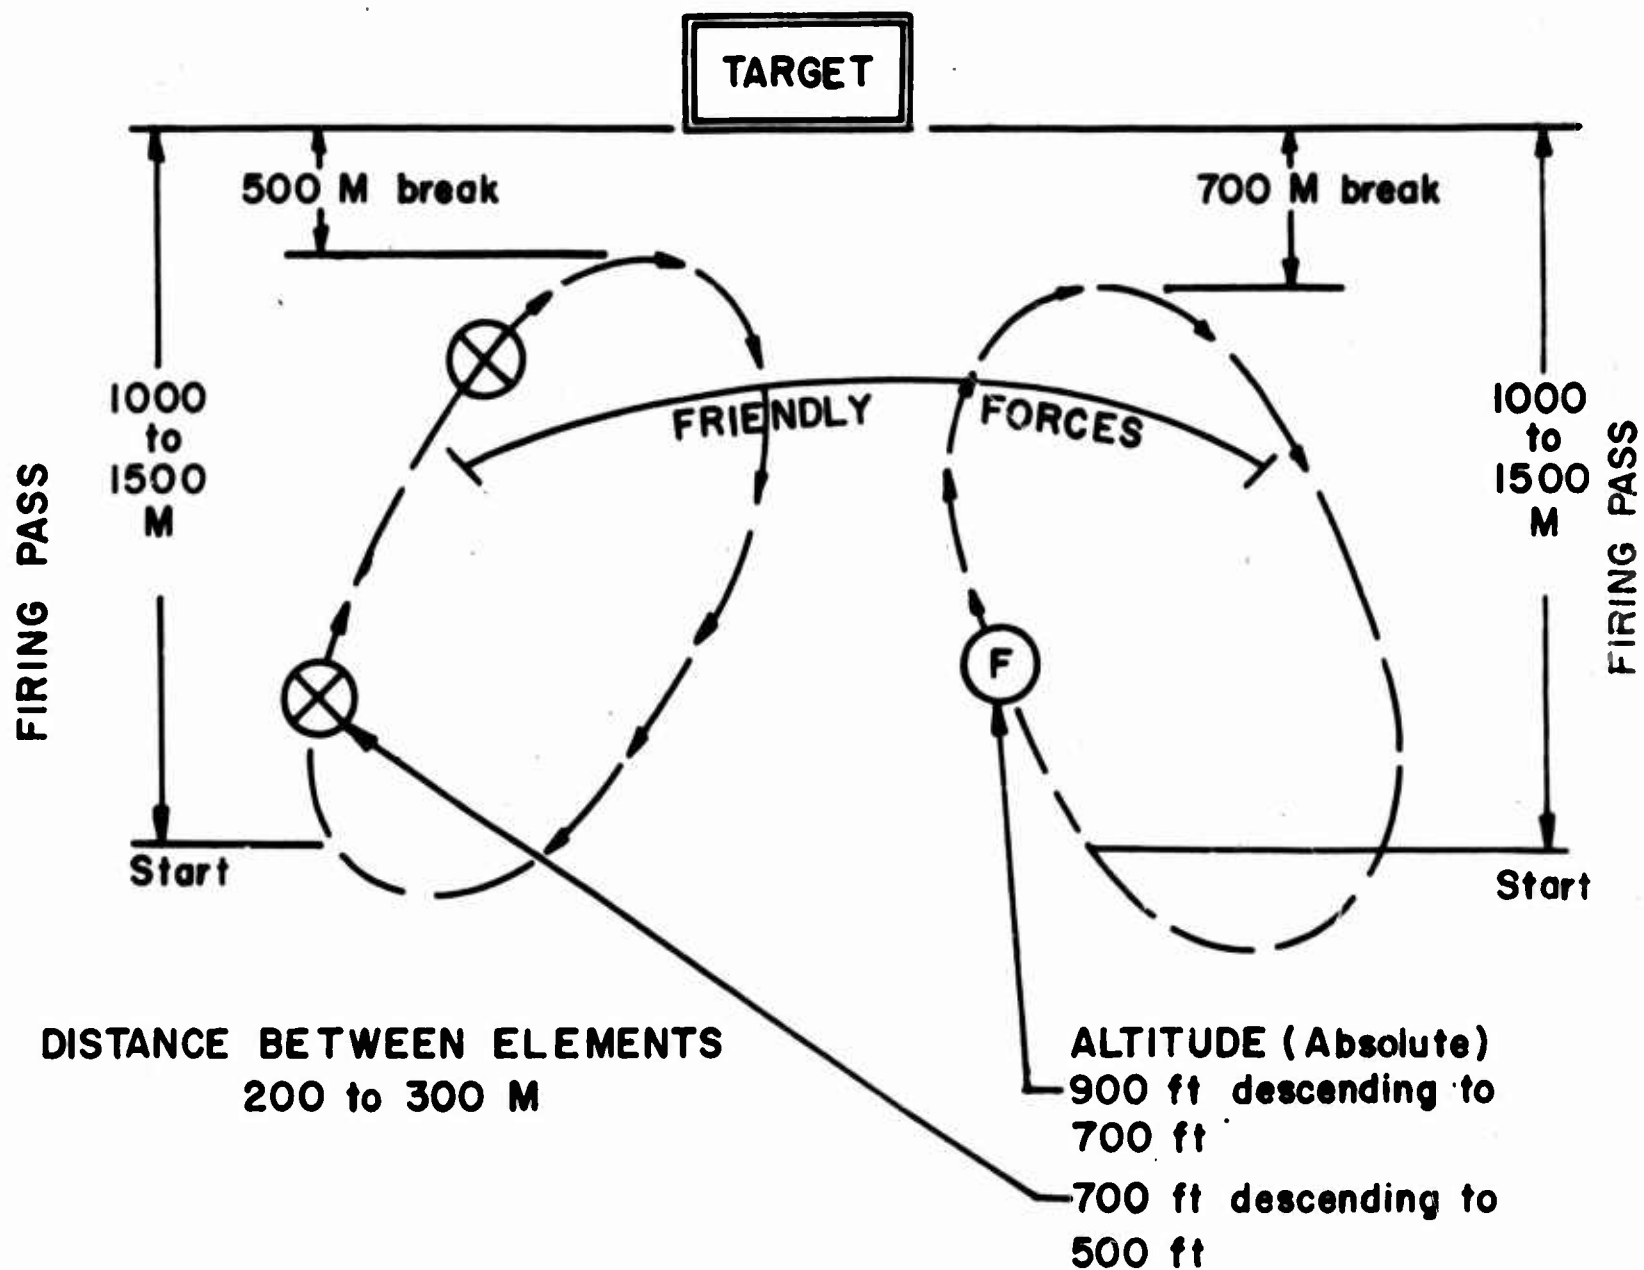 TARGET
500 M break
700 M break
1000
to
1500
M
FIRING PASS
1000
to
1500
M
FIRING PASS
FRIENDLY FORCES
F
Start
Start
DISTANCE BETWEEN ELEMENTS
200 to 300 M
ALTITUDE (Absolute)
900 ft descending to
700 ft
700 ft descending to
500 ft